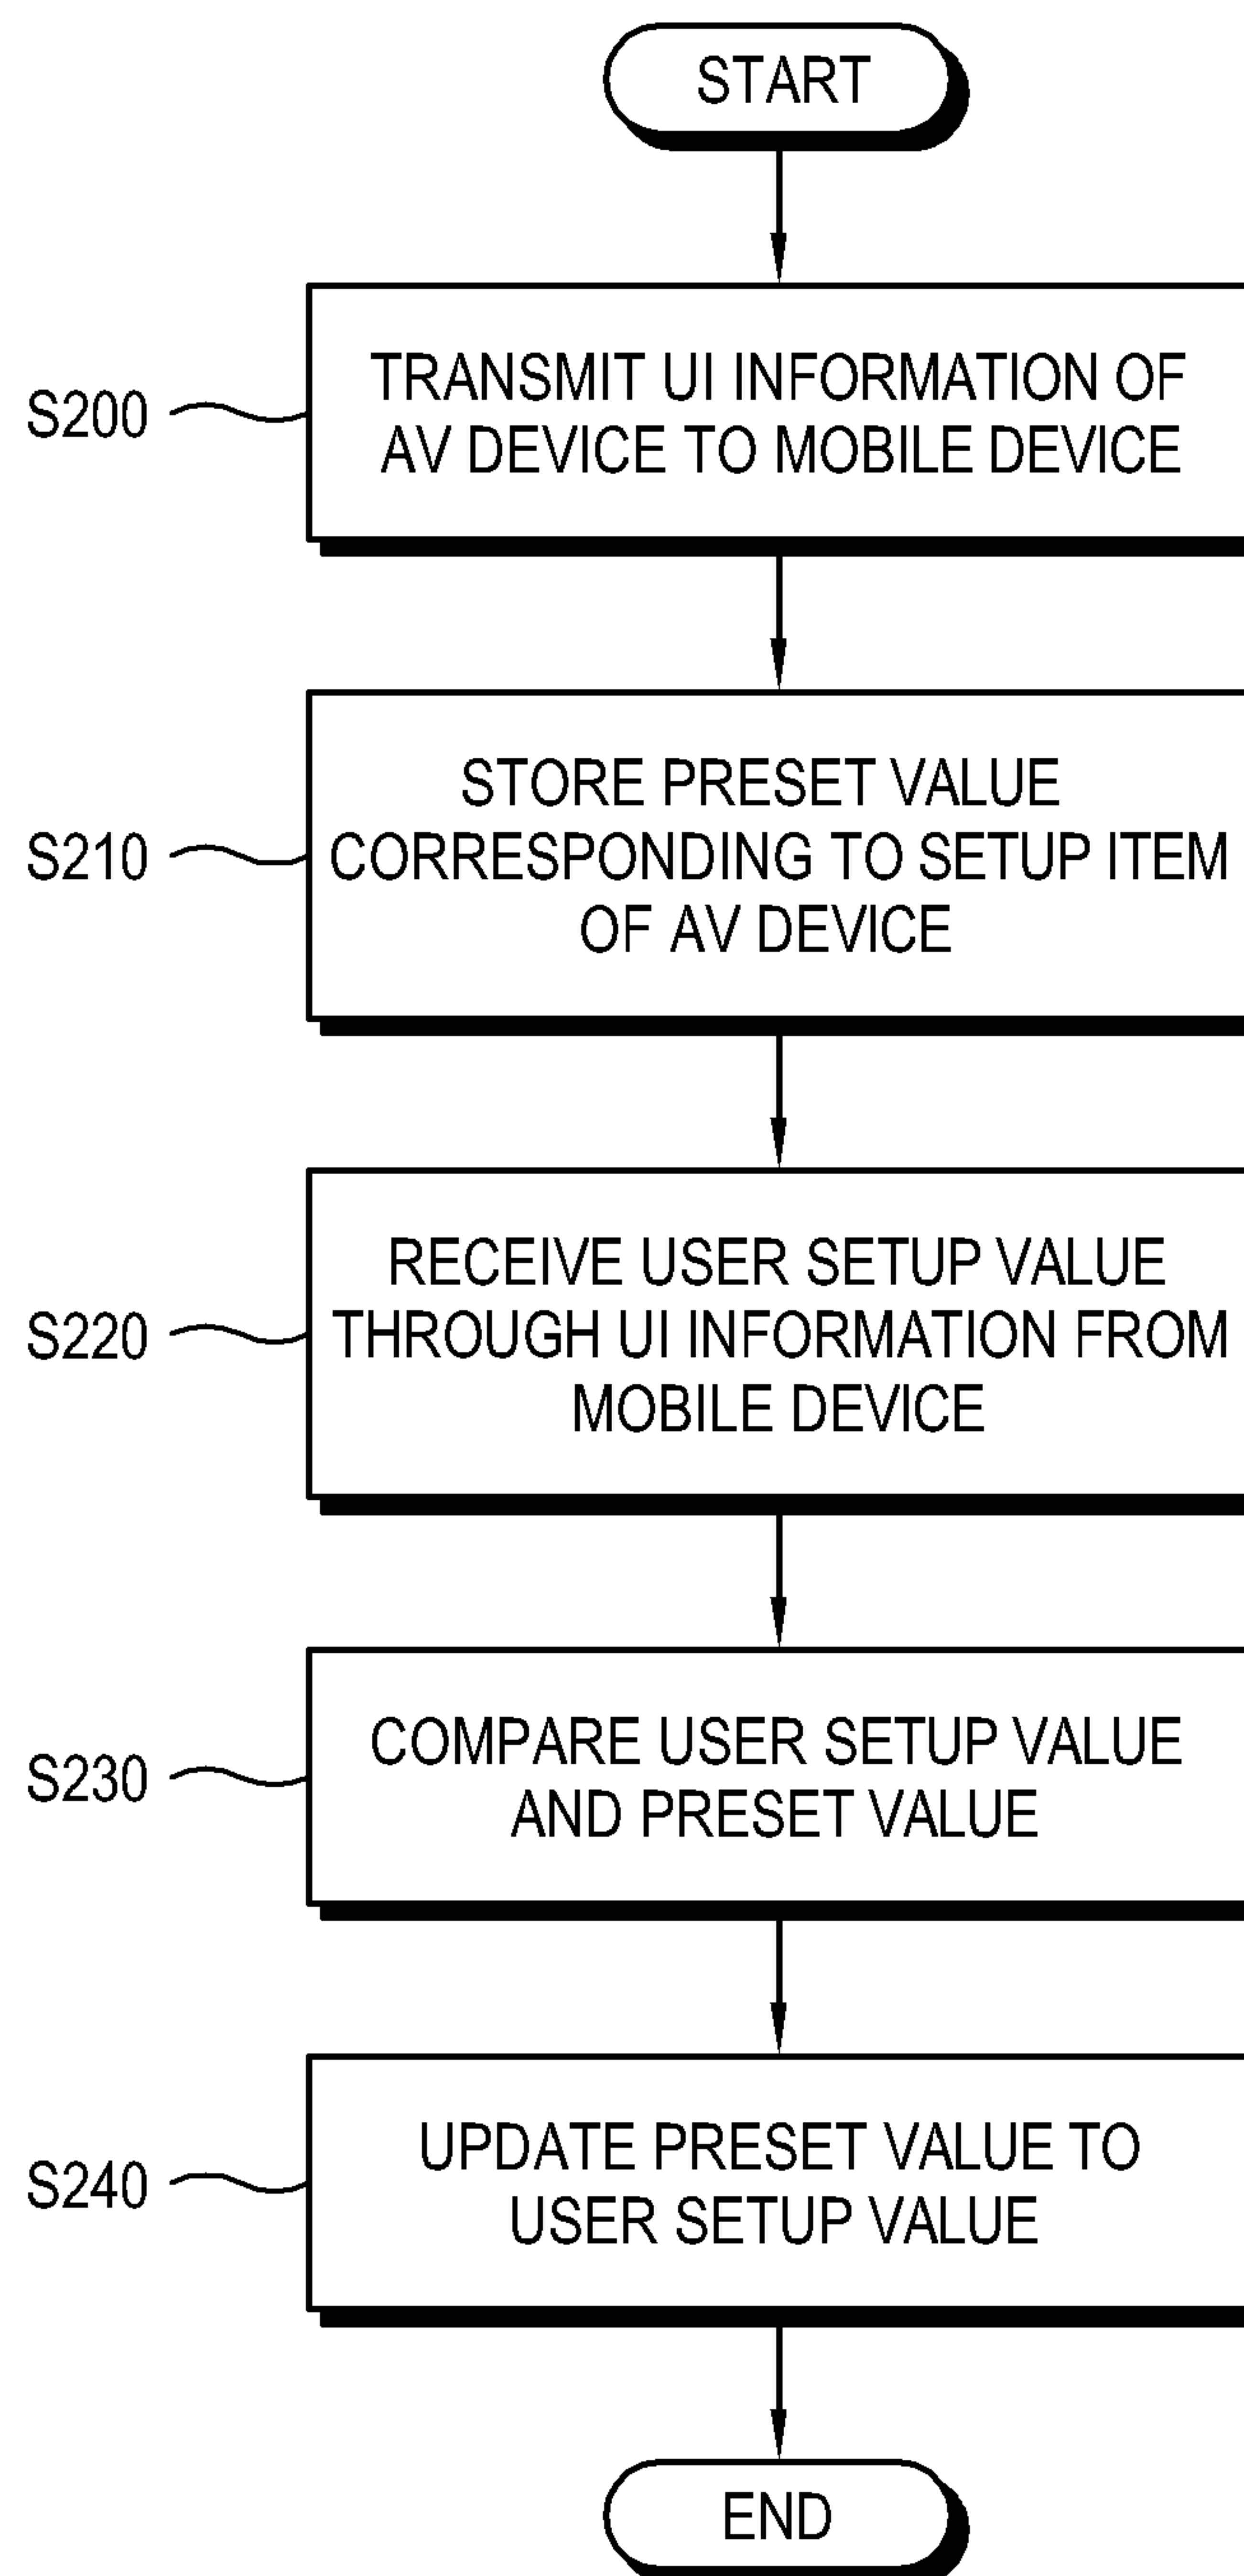 START
S200
TRANSMIT UI INFORMATION OF
AV DEVICE TO MOBILE DEVICE
S210
STORE PRESET VALUE
CORRESPONDING TO SETUP ITEM
OF AV DEVICE
S220
RECEIVE USER SETUP VALUE
THROUGH UI INFORMATION FROM
MOBILE DEVICE
S230
COMPARE USER SETUP VALUE
AND PRESET VALUE
S240
UPDATE PRESET VALUE TO
USER SETUP VALUE
END